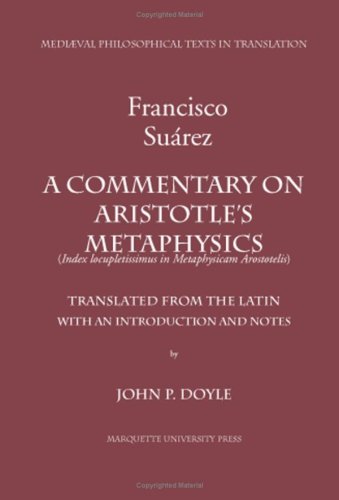 Copyrighted Material
MEDIÆVAL PHILOSOPHICAL TEXTS IN TRANSLATION
Francisco
Suárez
A COMMENTARY ON
ARISTOTLE'S
METAPHYSICS
(Index locupletissimus in Metaphysicam Arostotelis)
TRANSLATED FROM THE LATIN
WITH AN INTRODUCTION AND NOTES
by
JOHN P. DOYLE
MARQUETTE UNIVERSITY PRESS
Copyrighted Material